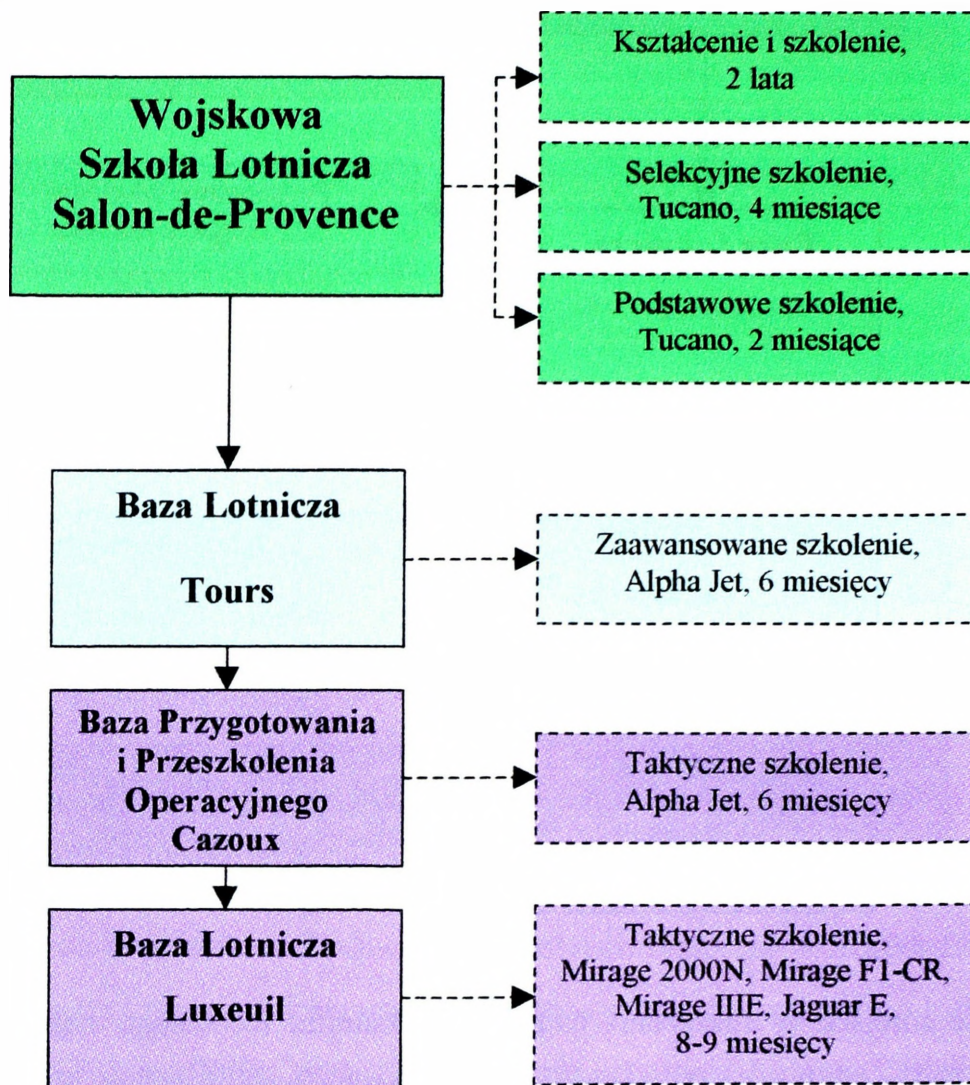 Wojskowa
Szkoła Lotnicza
Salon-de-Provence
Kształcenie i szkolenie,
2 lata
Selekcyjne szkolenie,
Tucano, 4 miesiące
Podstawowe szkolenie,
Tucano, 2 miesiące
Baza Lotnicza
Tours
Zaawansowane szkolenie,
Alpha Jet, 6 miesięcy
Baza Przygotowania
i Przeszkolenia
Operacyjnego
Cazoux
Taktyczne szkolenie,
Alpha Jet, 6 miesięcy
Baza Lotnicza
Luxeuil
Taktyczne szkolenie,
Mirage 2000N, Mirage F1-CR,
Mirage IIIE, Jaguar E,
8-9 miesięcy